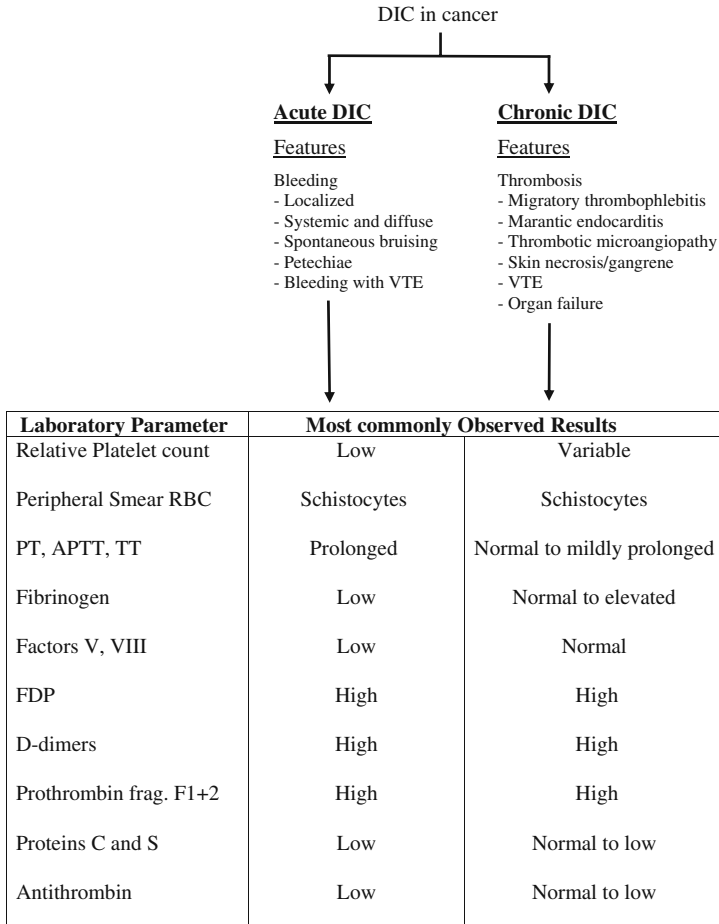 DIC in cancer
Acute DIC
Features
Bleeding
- Localized
- Systemic and diffuse
- Spontaneous bruising
- Petechiae
- Bleeding with VTE
Chronic DIC
Features
Thrombosis
- Migratory thrombophlebitis
- Marantic endocarditis
- Thrombotic microangiopathy
- Skin necrosis/gangrene
- VTE
- Organ failure
Laboratory Parameter Most commonly Observed Results
Relative Platelet count Low Variable
Peripheral Smear RBC Schistocytes Schistocytes
PT, APTT, TT Prolonged Normal to mildly prolonged
Fibrinogen Low Normal to elevated
Factors V, VIII Low Normal
FDP High High
D-dimers High High
Prothrombin frag. F1+2 High High
Proteins C and S Low Normal to low
Antithrombin Low Normal to low